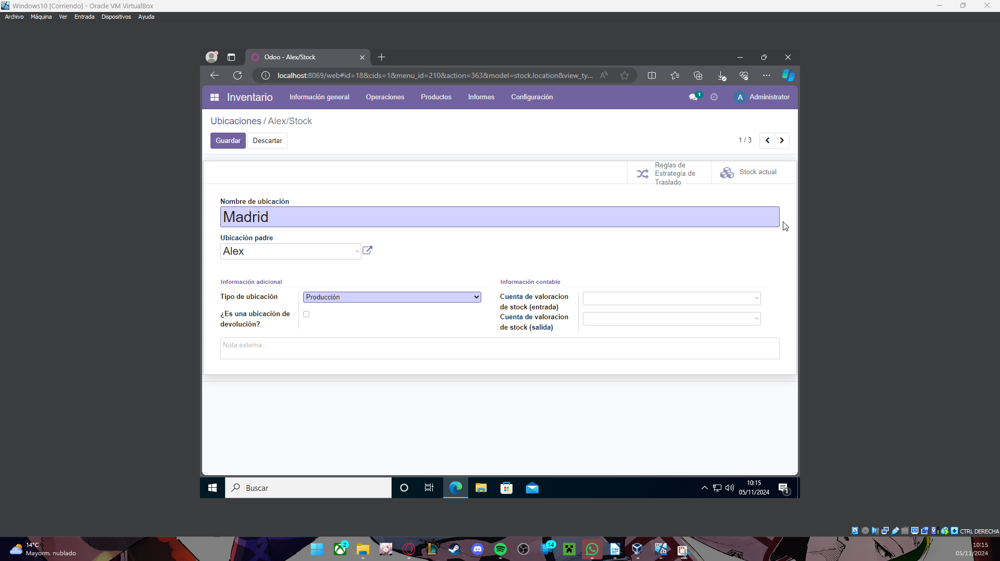 Windows10 [Corriendo] - Oracle VM VirtualBox
Archivo Máquina Ver Entrada Dispositivos Ayuda
Odoo - Alex/Stock
localhost:8069/web#id=18&cids=1&menu_id=210&action=363&model=stock.location&view_ty...
Inventario Información general Operaciones Productos Informes Configuración 1 A Administrator
Ubicaciones / Alex/Stock
Guardar Descartar 1 / 3
Reglas de
Estrategía de
Traslado
Stock actual
Nombre de ubicación
Madrid
Ubicación padre
Alex
Información adicional
Tipo de ubicación Producción
¿Es una ubicación de
devolución?
Información contable
Cuenta de valoracion
de stock (entrada)
Cuenta de valoracion
de stock (salida)
Nota externa...
Buscar
10:15
05/11/2024
1
CTRL DERECHA
14°C
Mayorm. nublado
2
14
10:15
05/11/2024